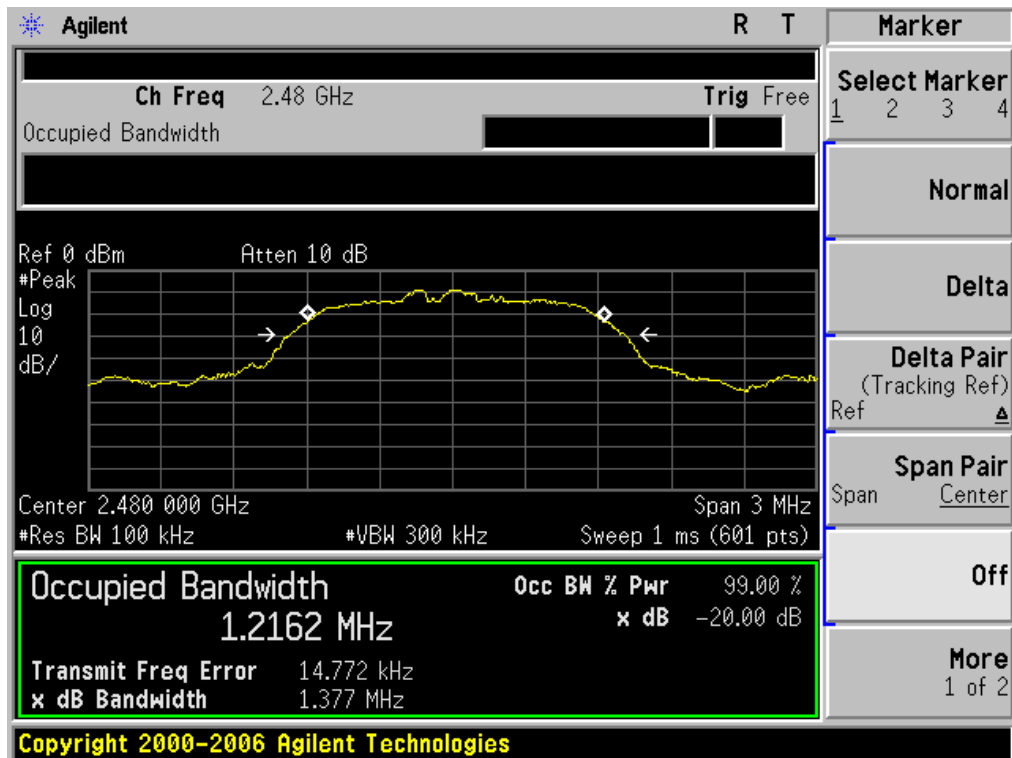 Agilent R T
Marker
Select Marker
1 2 3 4
Normal
Delta
Delta Pair
(Tracking Ref)
Ref Δ
Span Pair
Span Center
Off
More
1 of 2
Ch Freq 2.48 GHz Trig Free
Occupied Bandwidth
Ref 0 dBm Atten 10 dB
#Peak
Log
10
dB/
Center 2.480 000 GHz Span 3 MHz
#Res BW 100 kHz #VBW 300 kHz Sweep 1 ms (601 pts)
Occupied Bandwidth Occ BW % Pwr 99.00 %
1.2162 MHz x dB -20.00 dB
Transmit Freq Error 14.772 kHz
x dB Bandwidth 1.377 MHz
Copyright 2000-2006 Agilent Technologies